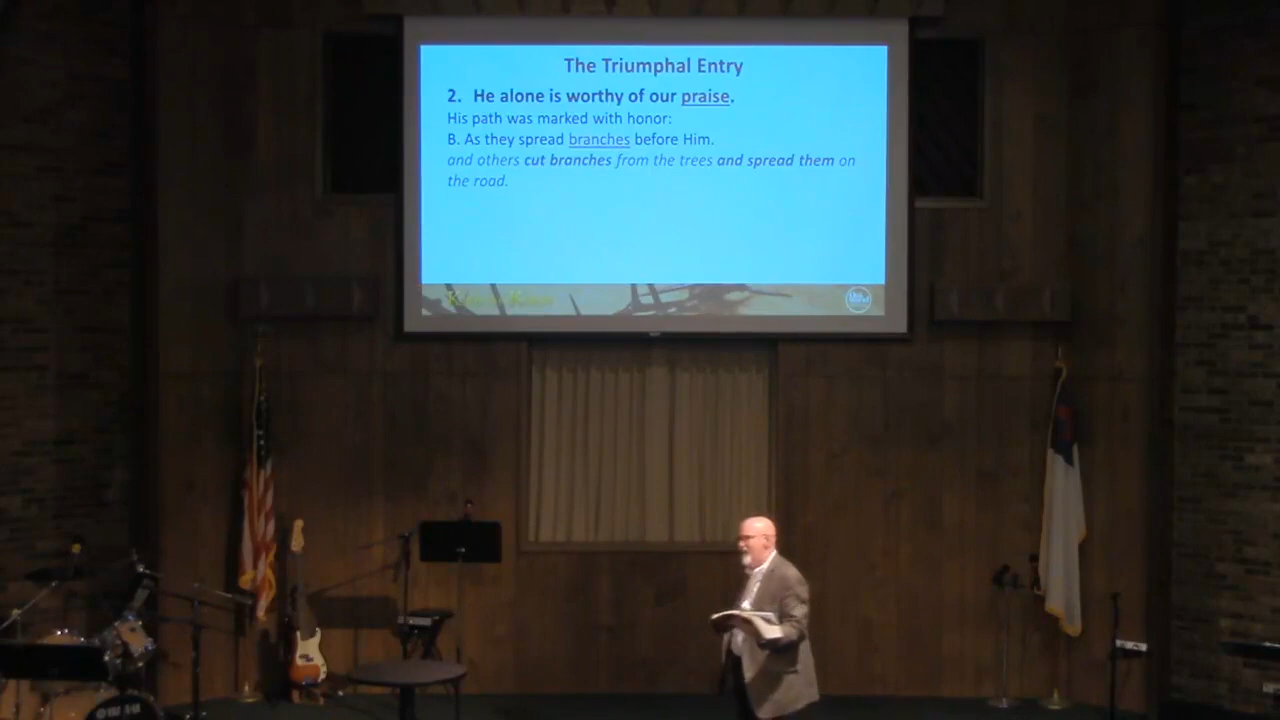 The Triumphal Entry
2. He alone is worthy of our praise.
His path was marked with honor:
B. As they spread branches before Him.
and others cut branches from the trees and spread them on
the road.
YAMAHA